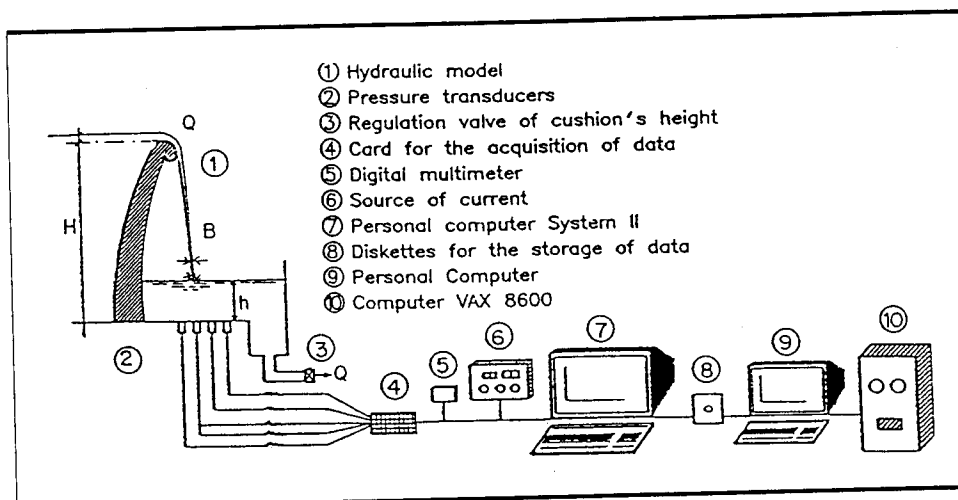 ① Hydraulic model
② Pressure transducers
③ Regulation valve of cushion's height
④ Card for the acquisition of data
⑤ Digital multimeter
⑥ Source of current
⑦ Personal computer System II
⑧ Diskettes for the storage of data
⑨ Personal Computer
⑩ Computer VAX 8600
Q
①
H
B
h
②
③
Q
④
⑤
⑥
⑦
⑧
⑨
⑩